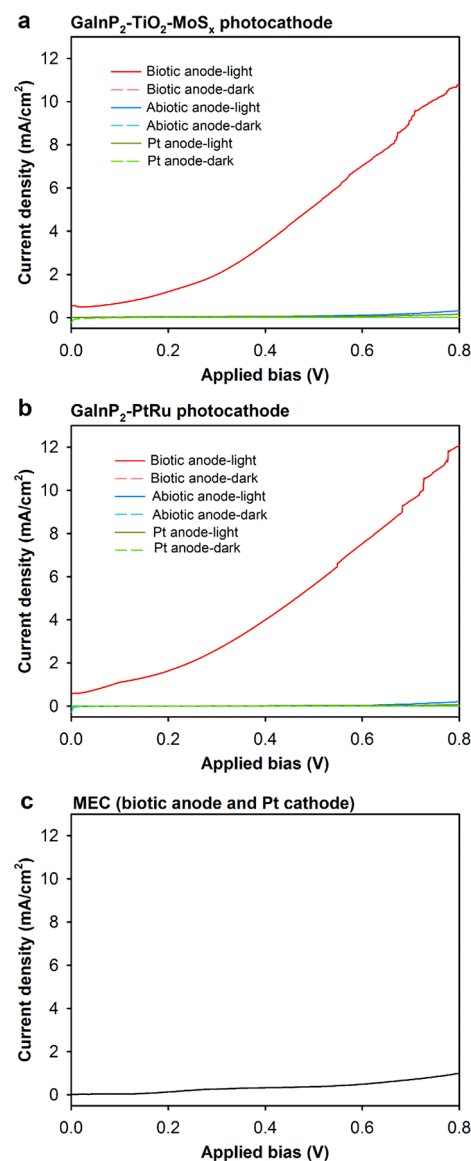 a GaInP₂-TiO₂-MoSₓ photocathode
12
10
8
6
4
2
0
Current density (mA/cm²)
Biotic anode-light
Biotic anode-dark
Abiotic anode-light
Abiotic anode-dark
Pt anode-light
Pt anode-dark
0.0 0.2 0.4 0.6 0.8
Applied bias (V)
b GaInP₂-PtRu photocathode
12
10
8
6
4
2
0
Current density (mA/cm²)
Biotic anode-light
Biotic anode-dark
Abiotic anode-light
Abiotic anode-dark
Pt anode-light
Pt anode-dark
0.0 0.2 0.4 0.6 0.8
Applied bias (V)
c MEC (biotic anode and Pt cathode)
12
10
8
6
4
2
0
Current density (mA/cm²)
0.0 0.2 0.4 0.6 0.8
Applied bias (V)